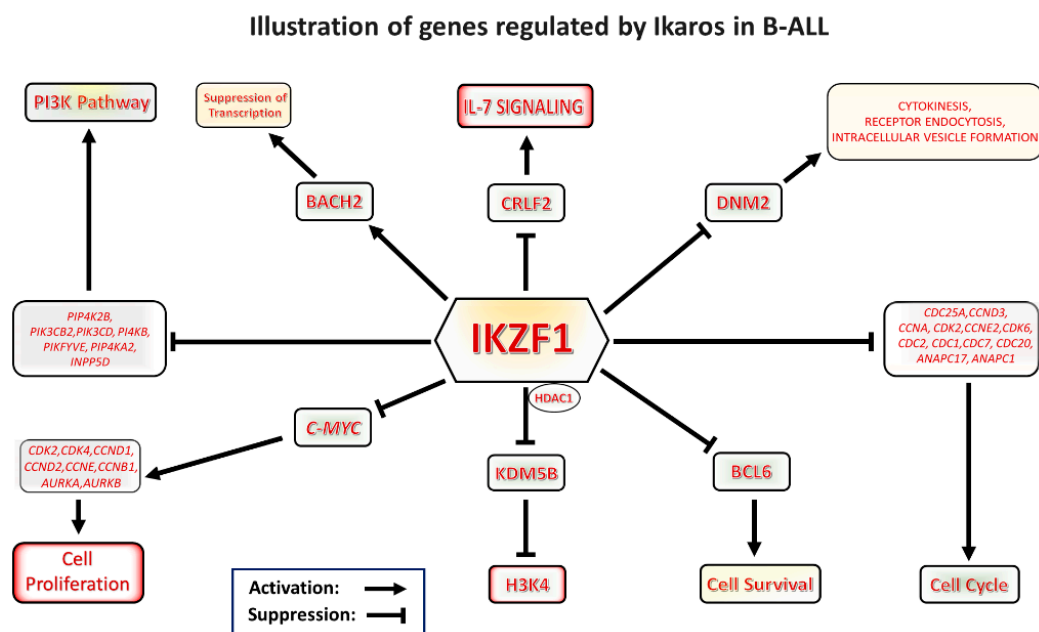 Illustration of genes regulated by Ikaros in B-ALL
PI3K Pathway
Suppression of
Transcription
IL-7 SIGNALING
CYTOKINESIS,
RECEPTOR ENDOCYTOSIS,
INTRACELLULAR VESICLE FORMATION
BACH2
CRLF2
DNM2
PIP4K2B,
PIK3CB2,PIK3CD, PI4KB,
PIKFYVE, PIP4KA2,
INPP5D
IKZF1
CDC25A,CCND3,
CCNA, CDK2,CCNE2,CDK6,
CDC2, CDC1,CDC7, CDC20,
ANAPC17, ANAPC1
HDAC1
C-MYC
CDK2,CDK4,CCND1,
CCND2,CCNE,CCNB1,
AURKA,AURKB
KDM5B
BCL6
Cell
Proliferation
H3K4
Cell Survival
Cell Cycle
Activation:
Suppression: